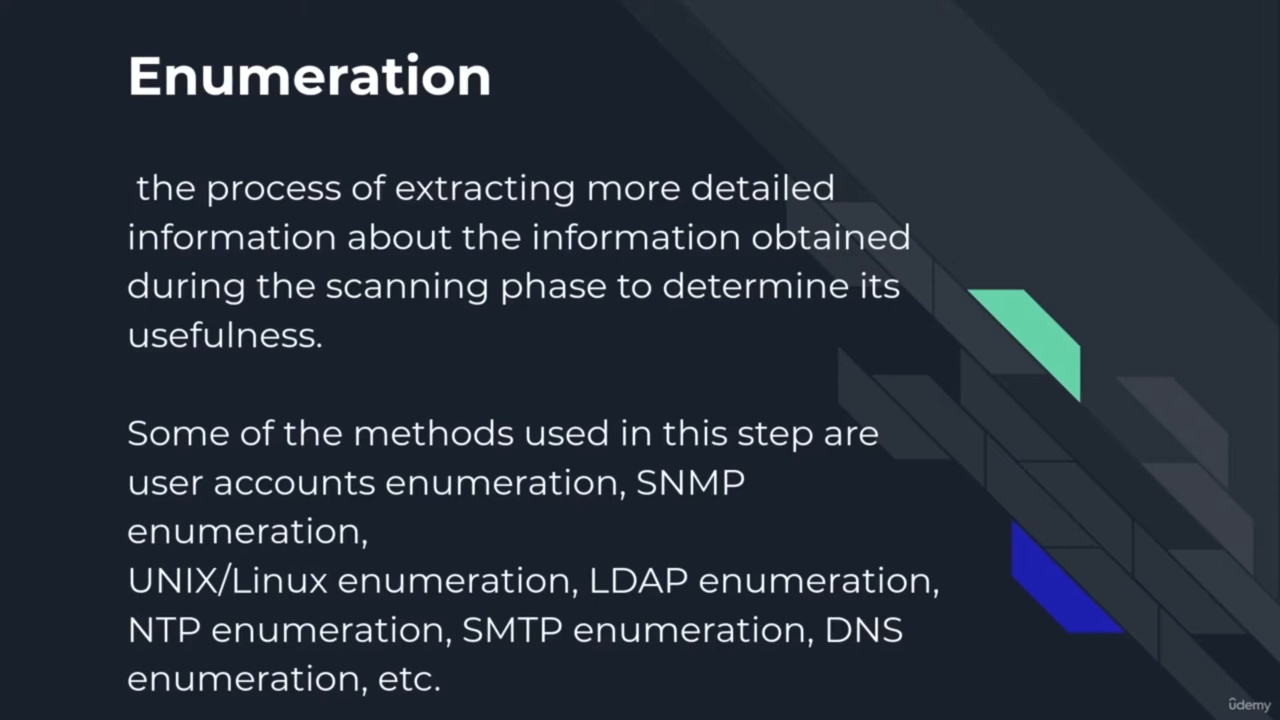 Enumeration
the process of extracting more detailed
information about the information obtained
during the scanning phase to determine its
usefulness.
Some of the methods used in this step are
user accounts enumeration, SNMP
enumeration,
UNIX/Linux enumeration, LDAP enumeration,
NTP enumeration, SMTP enumeration, DNS
enumeration, etc.
ûdemy